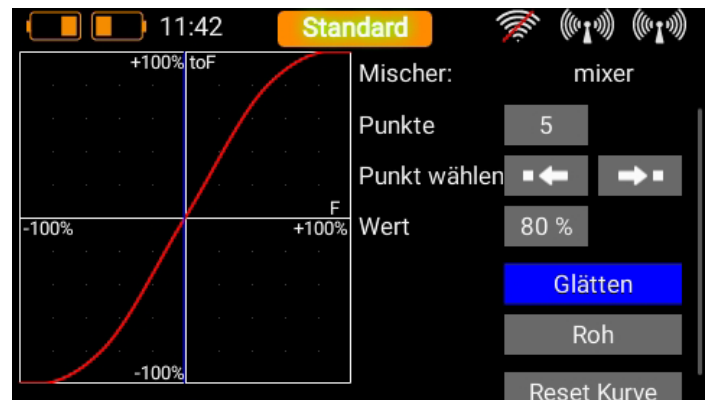 11:42 Standard
+100% toF
Mischer: mixer
Punkte 5
Punkt wählen
F
-100% +100%
Wert 80 %
Glätten
Roh
-100%
Reset Kurve